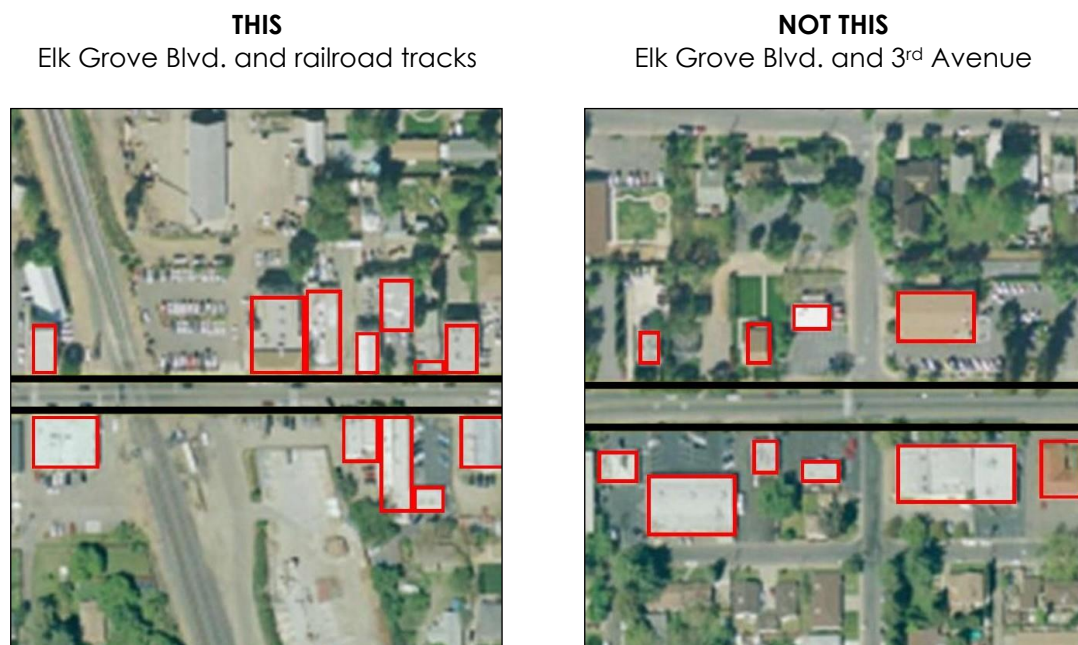 THIS
Elk Grove Blvd. and railroad tracks
NOT THIS
Elk Grove Blvd. and 3rd Avenue